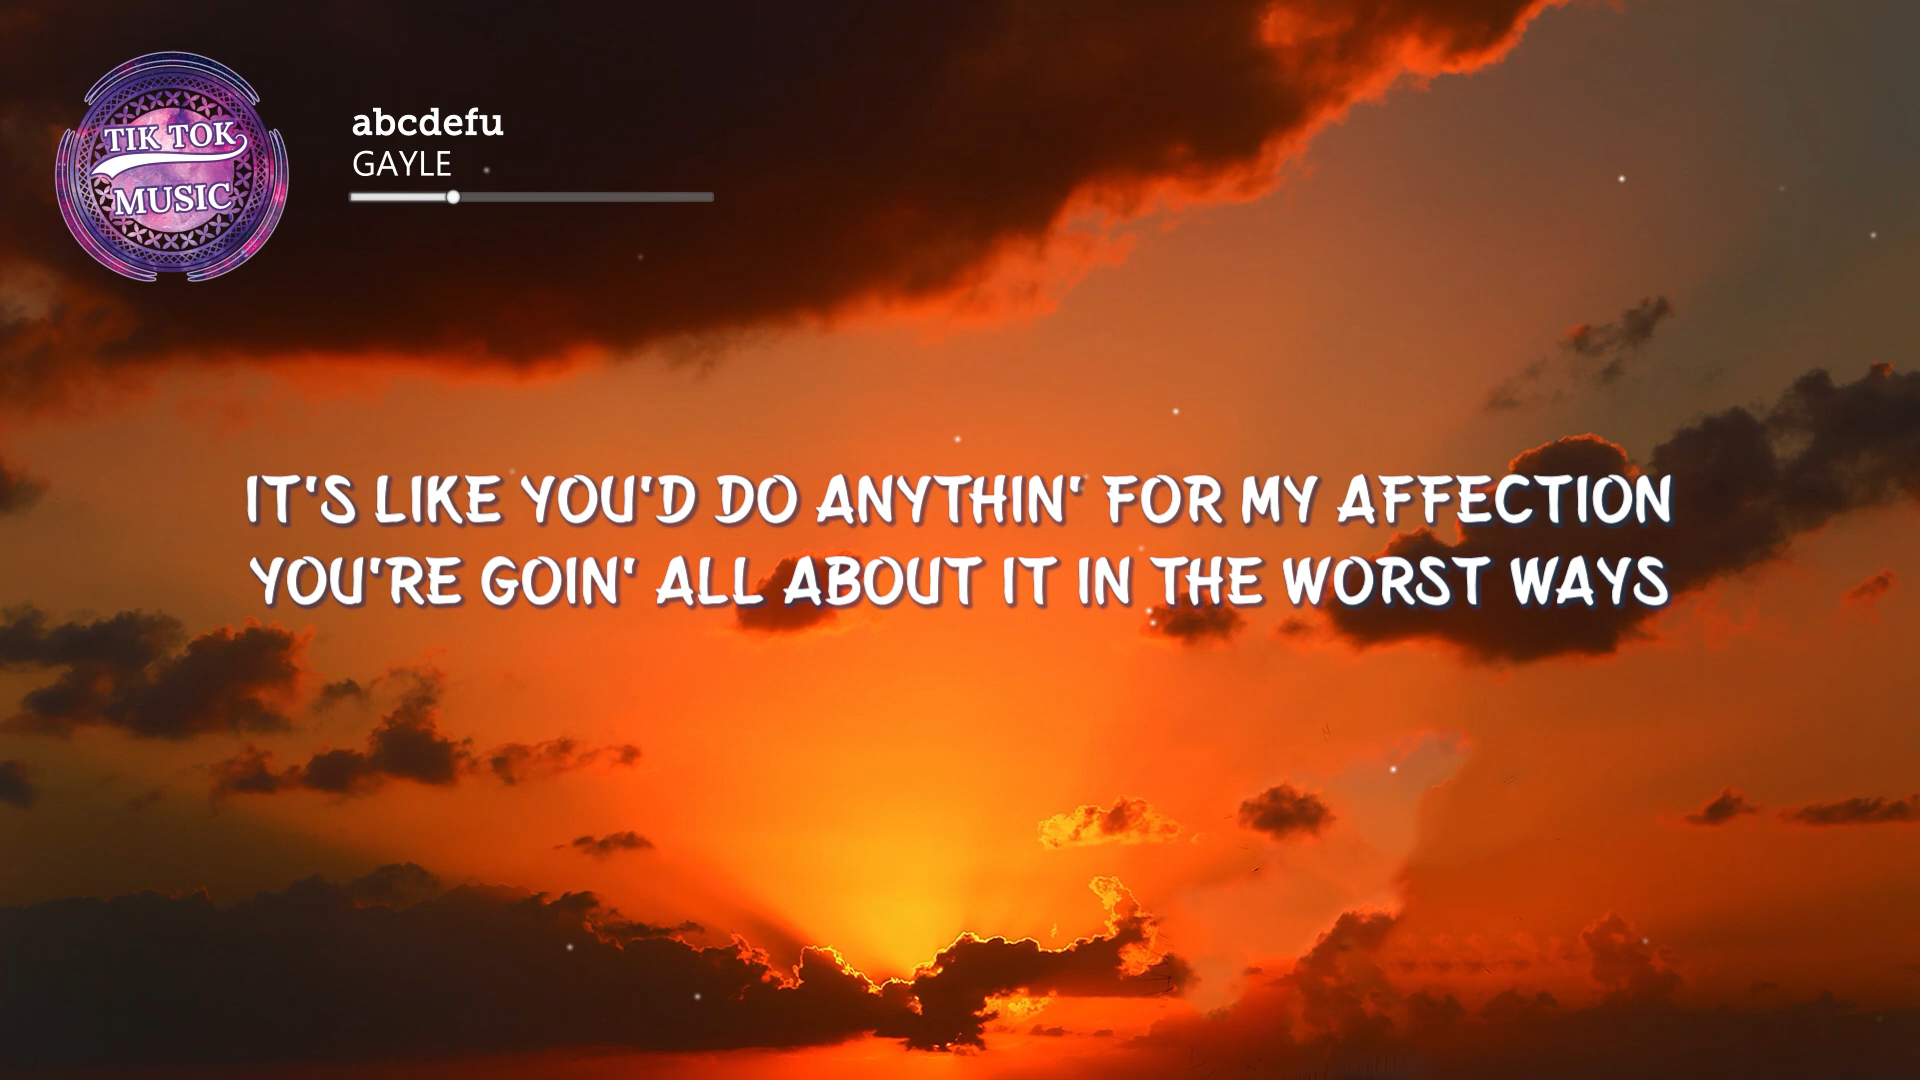 TIK TOK
MUSIC
abcdefu
GAYLE
IT'S LIKE YOU'D DO ANYTHIN' FOR MY AFFECTION
YOU'RE GOIN' ALL ABOUT IT IN THE WORST WAYS